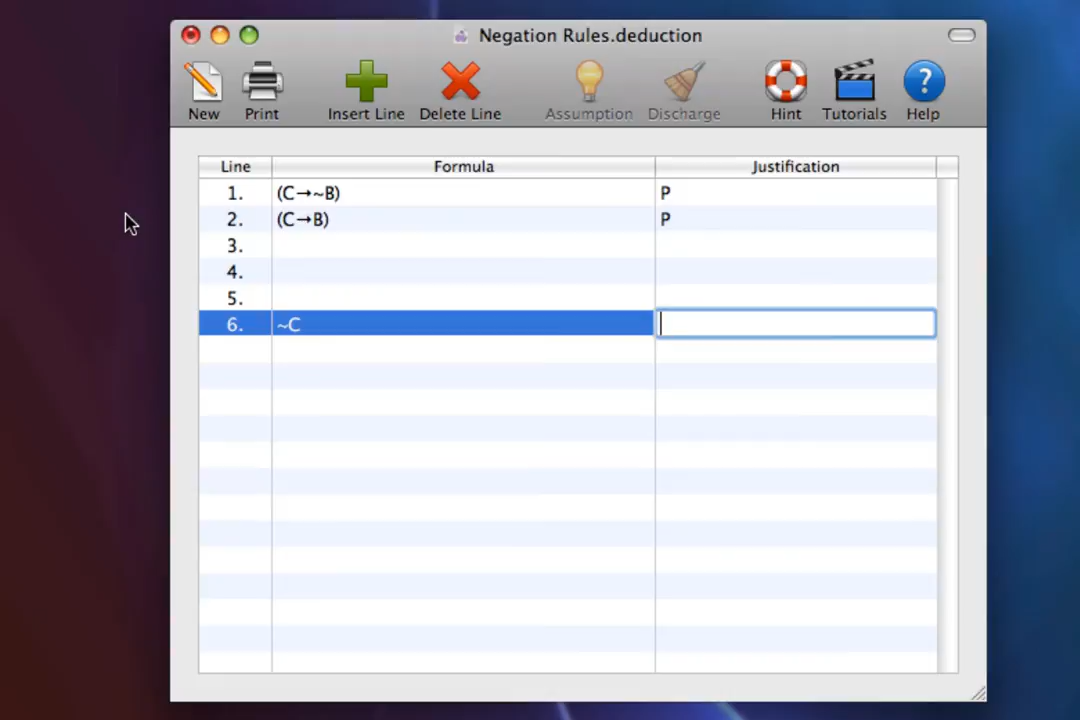 Negation Rules.deduction
New Print Insert Line Delete Line Assumption Discharge Hint Tutorials Help
Line Formula Justification
1. (C→~B) P
2. (C→B) P
3.
4.
5.
6. ~C